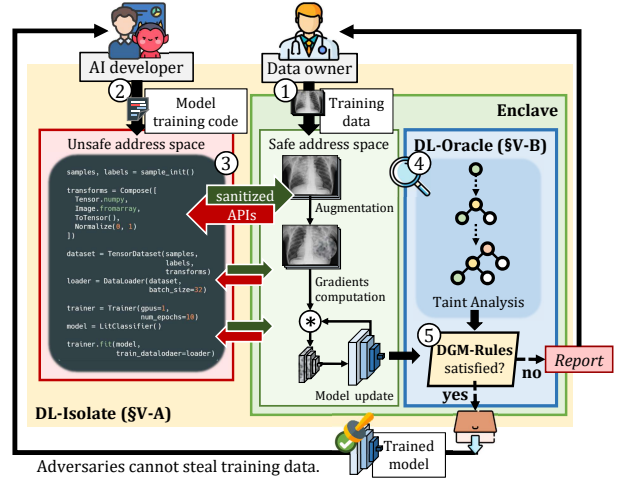 AI developer
Data owner
1
2
Model
training code
Training
data
Enclave
Unsafe address space
3
Safe address space
DL-Oracle (§V-B)
4
samples, labels = sample_init()
transforms = Compose([
Tensor.numpy,
Image.fromarray,
ToTensor(),
Normalize(0, 1)
])
dataset = TensorDataset(samples,
labels,
transforms)
loader = DataLoader(dataset,
batch_size=32)
trainer = Trainer(gpus=1,
num_epochs=10)
model = LitClassifier()
trainer.fit(model,
train_datalodaer=loader)
sanitized
APIs
Augmentation
Gradients
computation
*
Model update
Taint Analysis
5
DGM-Rules
satisfied?
no
Report
yes
DL-Isolate (§V-A)
Trained
model
Adversaries cannot steal training data.